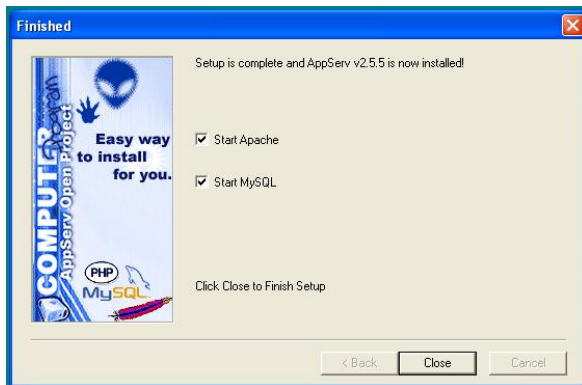 Finished
Setup is complete and AppServ v2.5.5 is now installed!
COMPUTER
Program
AppServ Open Project
Easy way
to install
for you.
PHP
MySQL
Start Apache
Start MySQL
Click Close to Finish Setup
< Back
Close
Cancel